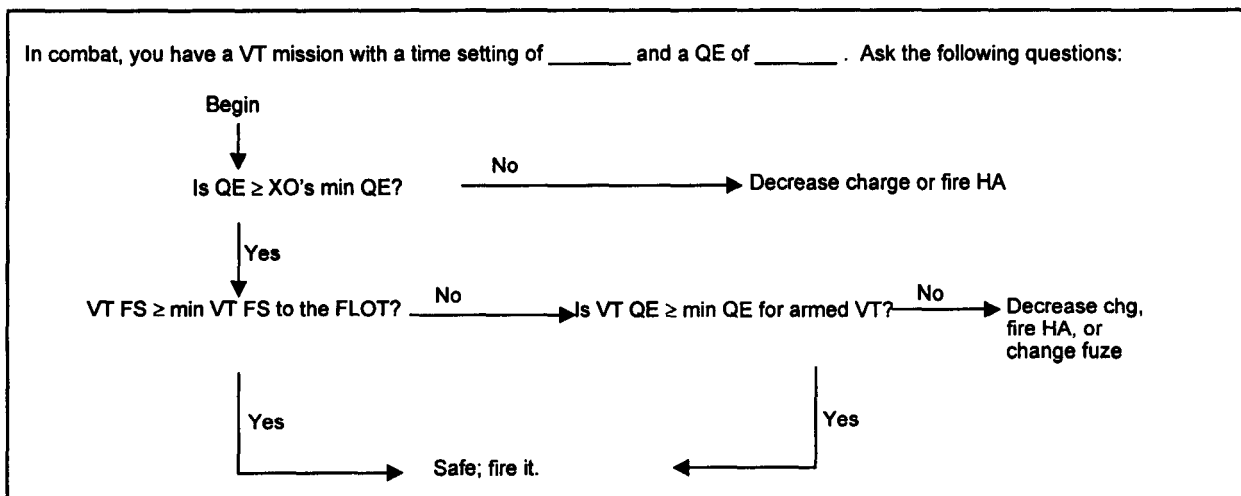 In combat, you have a VT mission with a time setting of _______ and a QE of _______ . Ask the following questions:
Begin
Is QE ≥ XO's min QE?
No
Decrease charge or fire HA
Yes
VT FS ≥ min VT FS to the FLOT?
No
Is VT QE ≥ min QE for armed VT?
No
Decrease chg,
fire HA, or
change fuze
Yes
Yes
Safe; fire it.